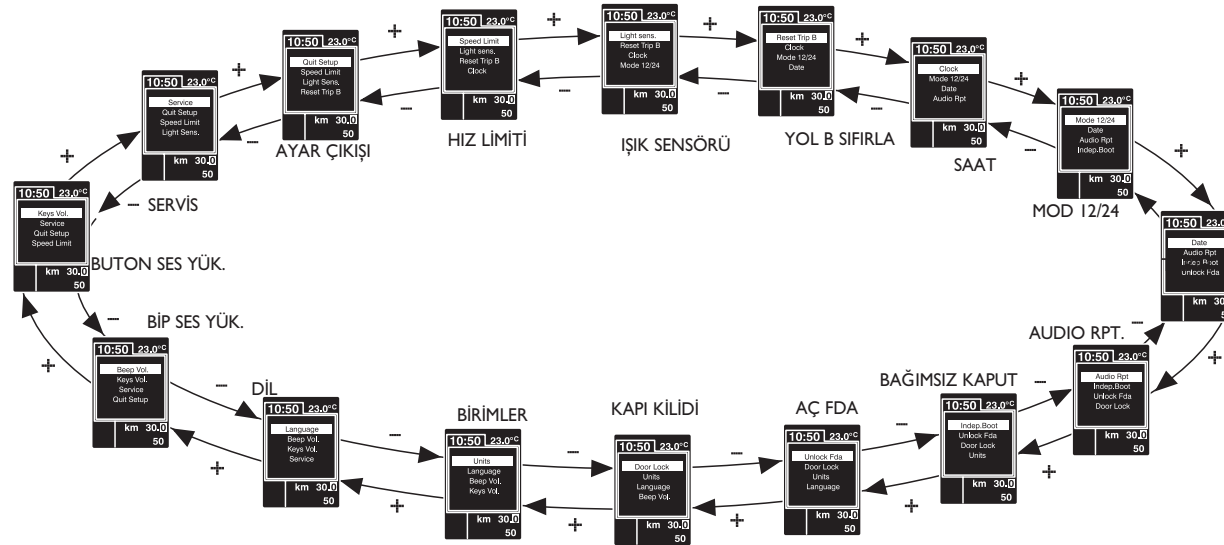 10:50 23.0°C
Keys Vol.
Service
Quit Setup
Speed Limit
km 30.0
50
BUTON SES YÜK.
10:50 23.0°C
Service
Quit Setup
Speed Limit
Light Sens.
km 30.0
50
SERVİS
10:50 23.0°C
Quit Setup
Speed Limit
Light Sens.
Reset Trip B
km 30.0
50
AYAR ÇIKIŞI
10:50 23.0°C
Speed Limit
Light sens.
Reset Trip B
Clock
km 30.0
50
HIZ LİMİTİ
10:50 23.0°C
Light sens.
Reset Trip B
Clock
Mode 12/24
km 30.0
50
IŞIK SENSÖRÜ
10:50 23.0°C
Reset Trip B
Clock
Mode 12/24
Date
km 30.0
50
YOL B SIFIRLA
10:50 23.0°C
Clock
Mode 12/24
Date
Audio Rpt
km 30.0
50
SAAT
10:50 23.0°C
Mode 12/24
Date
Audio Rpt
Indep.Boot
km 30.0
50
MOD 12/24
10:50 23.0°
Date
Audio Rpt
Unlock Fda
km 30.
50
AUDIO RPT.
10:50 23.0°C
Audio Rpt
Indep.Boot
Unlock Fda
Door Lock
km 30.0
50
BAĞIMSIZ KAPUT
10:50 23.0°C
Indep.Boot
Unlock Fda
Door Lock
Units
km 30.0
50
AÇ FDA
10:50 23.0°C
Unlock Fda
Door Lock
Units
Language
km 30.0
50
KAPI KİLİDİ
10:50 23.0°C
Door Lock
Units
Language
Beep Vol.
km 30.0
50
BİRİMLER
10:50 23.0°C
Units
Language
Beep Vol.
Keys Vol.
km 30.0
50
DİL
10:50 23.0°C
Language
Beep Vol.
Keys Vol.
Service
km 30.0
50
BİP SES YÜK.
10:50 23.0°C
Beep Vol.
Keys Vol.
Service
Quit Setup
km 30.0
50